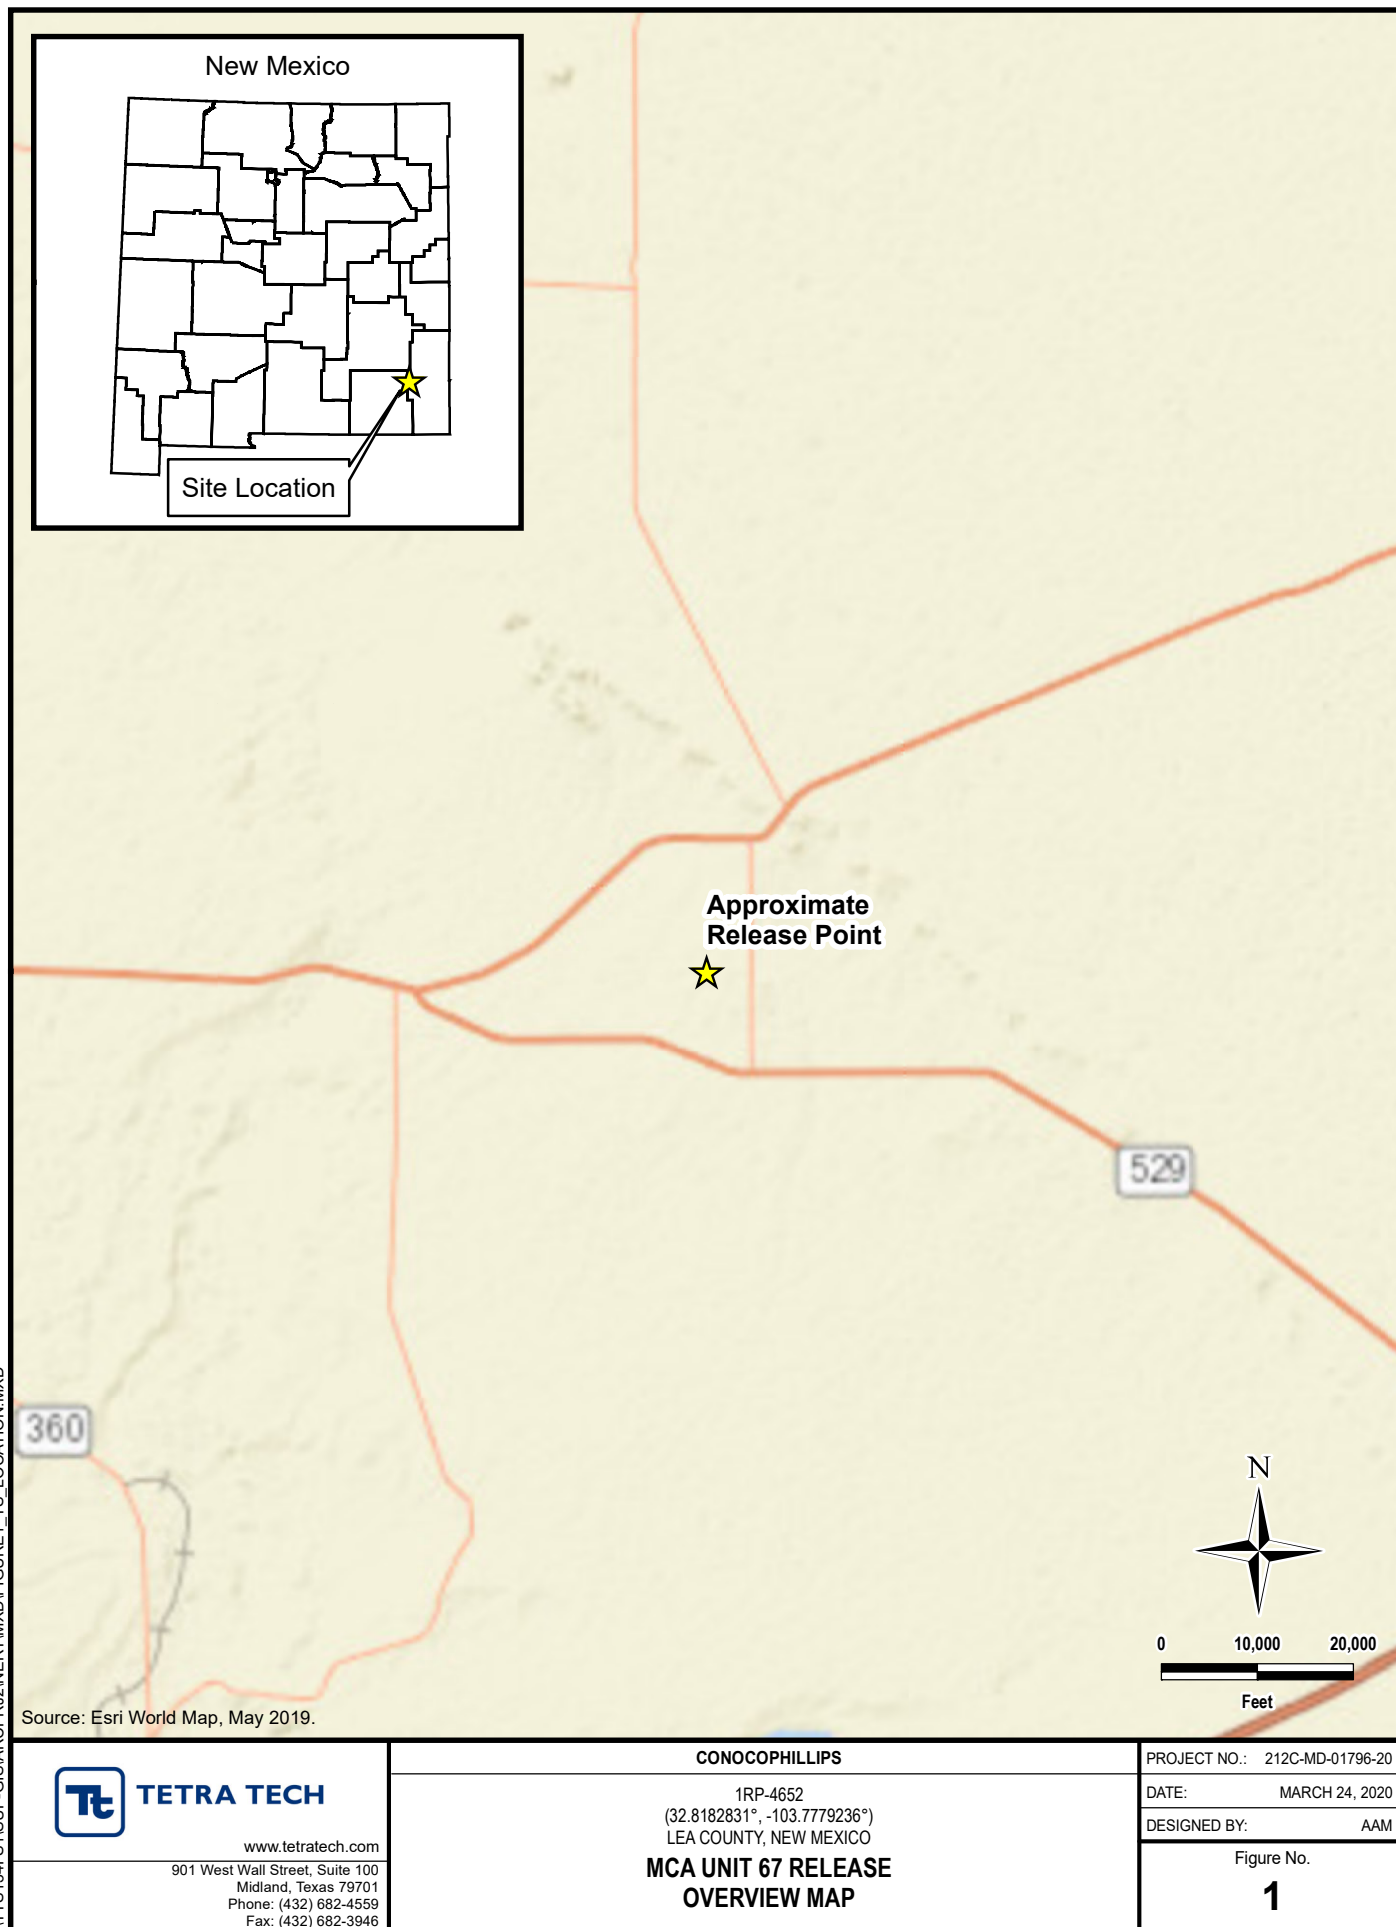 New Mexico
Site Location
Approximate
Release Point
529
360
N
0 10,000 20,000
Feet
Source: Esri World Map, May 2019.
Tt TETRA TECH
www.tetratech.com
901 West Wall Street, Suite 100
Midland, Texas 79701
Phone: (432) 682-4559
Fax: (432) 682-3946
CONOCOPHILLIPS
1RP-4652
(32.8182831°, -103.7779236°)
LEA COUNTY, NEW MEXICO
MCA UNIT 67 RELEASE
OVERVIEW MAP
PROJECT NO.: 212C-MD-01796-20
DATE: MARCH 24, 2020
DESIGNED BY: AAM
Figure No.
1